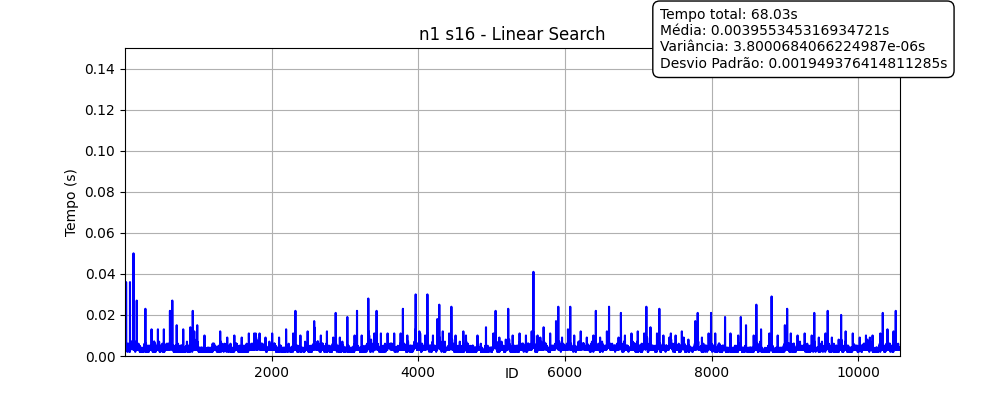 Tempo total: 68.03s
Média: 0.003955345316934721s
Variância: 3.8000684066224987e-06s
Desvio Padrão: 0.001949376414811285s
n1 s16 - Linear Search
0.14
0.12
0.10
0.08
0.06
0.04
0.02
0.00
Tempo (s)
2000
4000
6000
8000
10000
ID